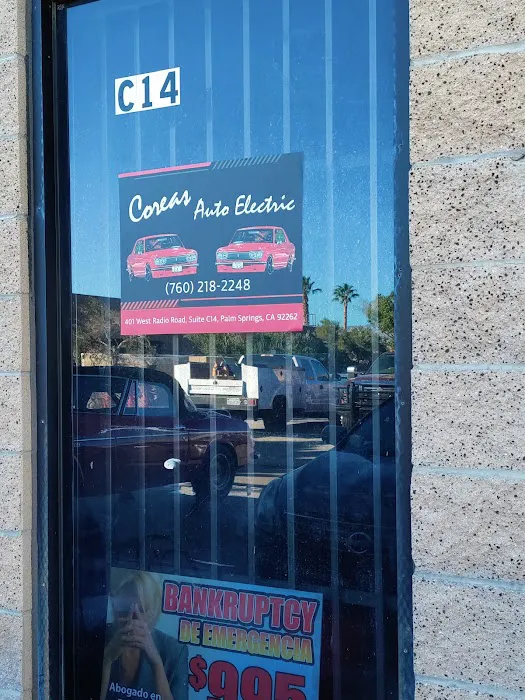 C14
Coreas Auto Electric
(760) 218-2248
401 West Radio Road, Suite C14, Palm Springs, CA 92262
BANKRUPTCY
DE EMERGENCIA
$995
Abogado en